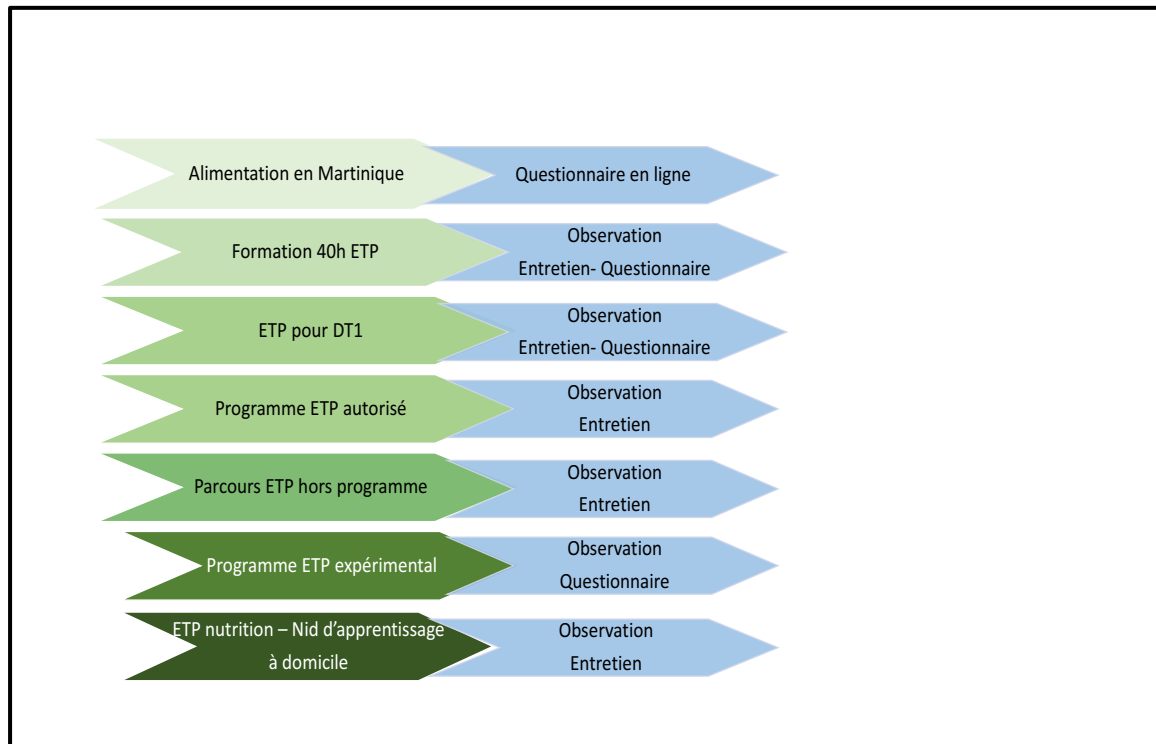 Alimentation en Martinique
Questionnaire en ligne
Formation 40h ETP
Observation
Entretien- Questionnaire
ETP pour DT1
Observation
Entretien- Questionnaire
Programme ETP autorisé
Observation
Entretien
Parcours ETP hors programme
Observation
Entretien
Programme ETP expérimental
Observation
Questionnaire
ETP nutrition – Nid d’apprentissage
à domicile
Observation
Entretien